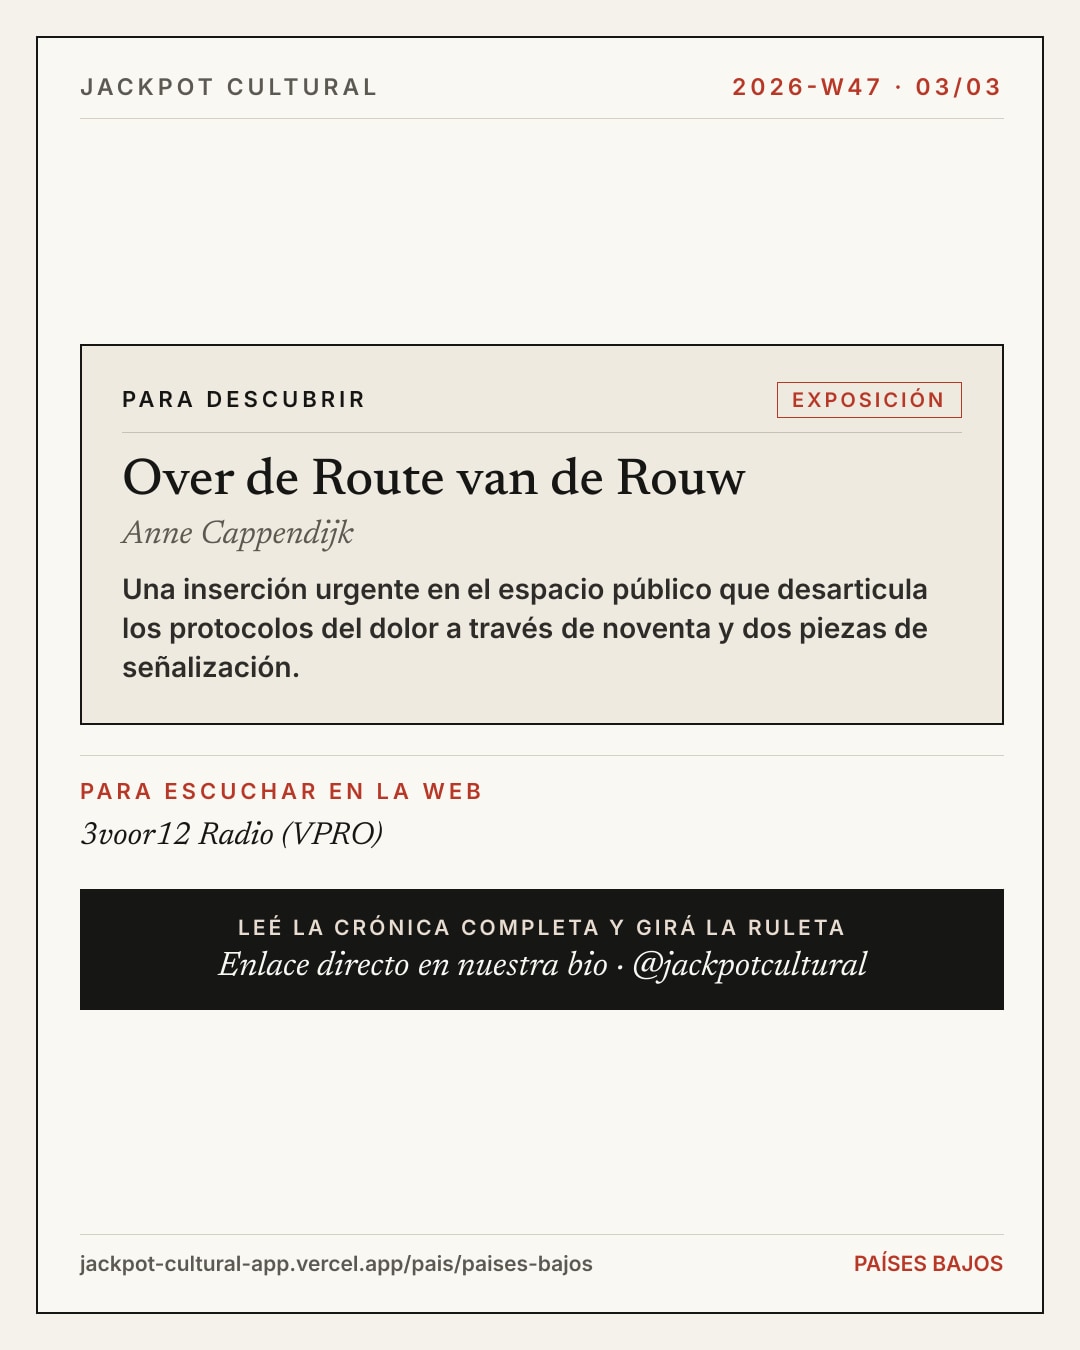 JACKPOT CULTURAL
2026-W47 · 03/03
PARA DESCUBRIR
EXPOSICIÓN
Over de Route van de Rouw
Anne Cappendijk
Una inserción urgente en el espacio público que desarticula
los protocolos del dolor a través de noventa y dos piezas de
señalización.
PARA ESCUCHAR EN LA WEB
3voor12 Radio (VPRO)
LEÉ LA CRÓNICA COMPLETA Y GIRÁ LA RULETA
Enlace directo en nuestra bio · @jackpotcultural
jackpot-cultural-app.vercel.app/pais/paises-bajos
PAÍSES BAJOS